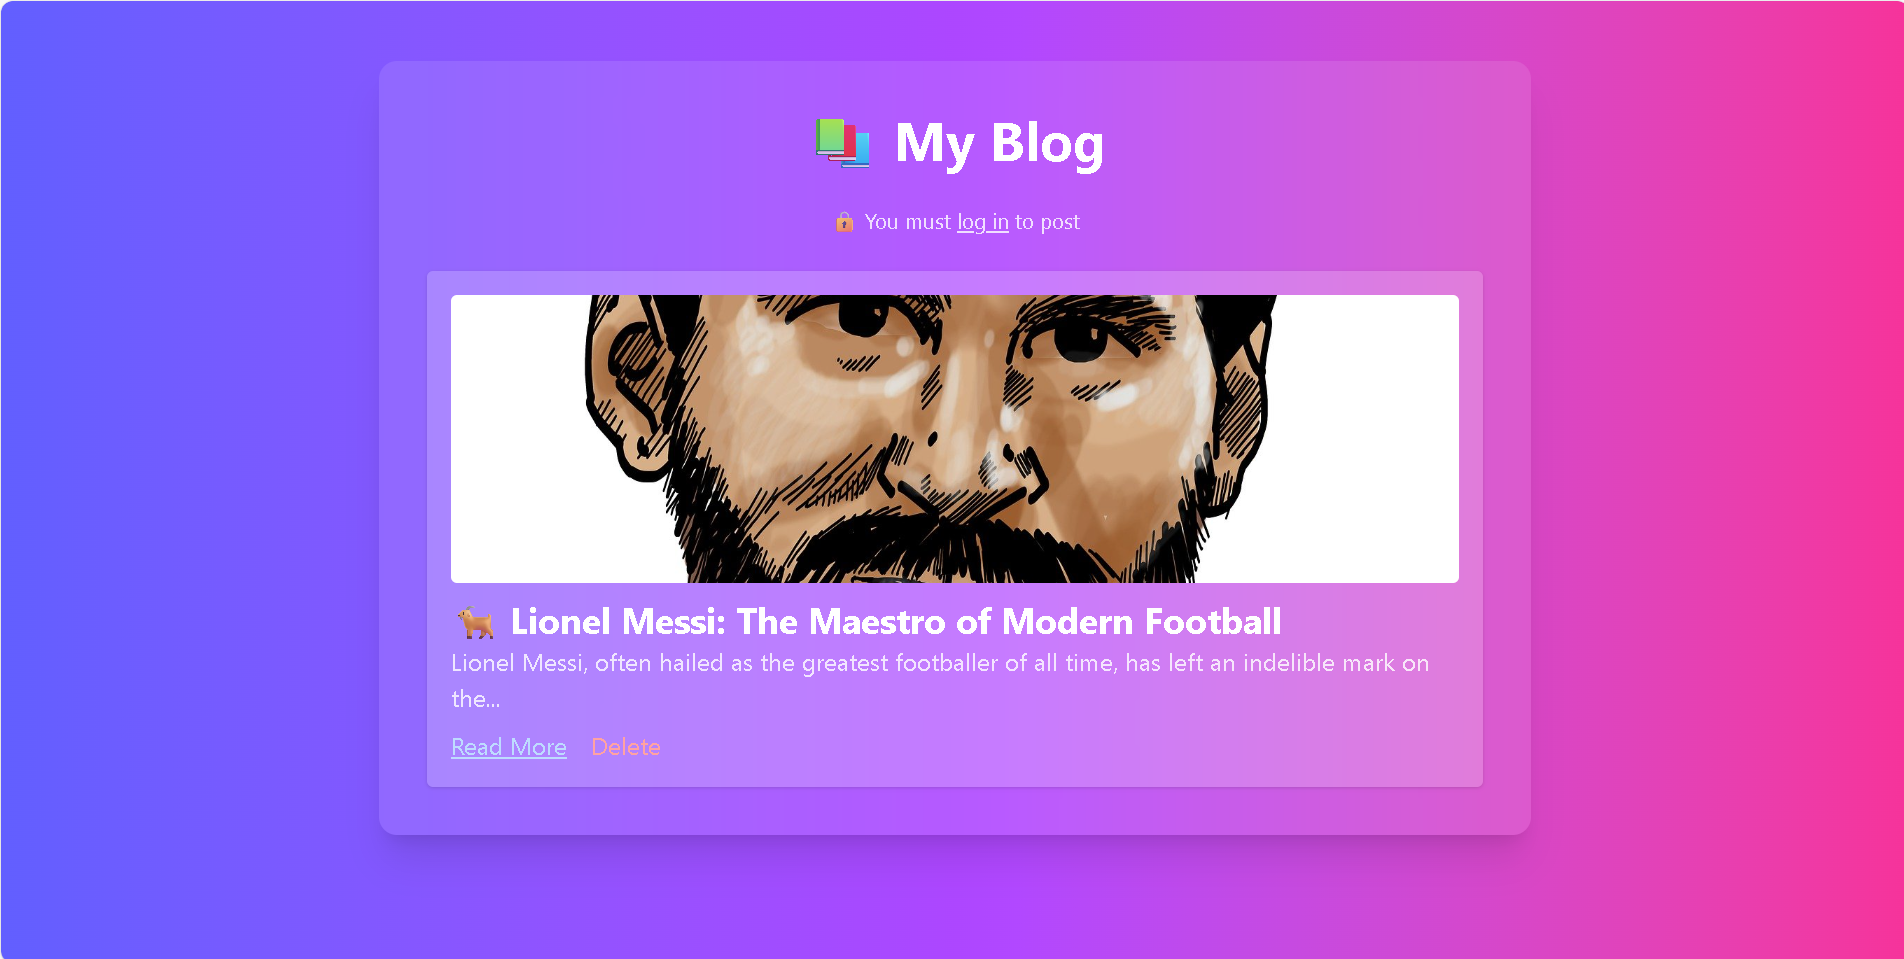 📚 My Blog
🔒 You must log in to post
🐐 Lionel Messi: The Maestro of Modern Football
Lionel Messi, often hailed as the greatest footballer of all time, has left an indelible mark on
the...
Read More Delete